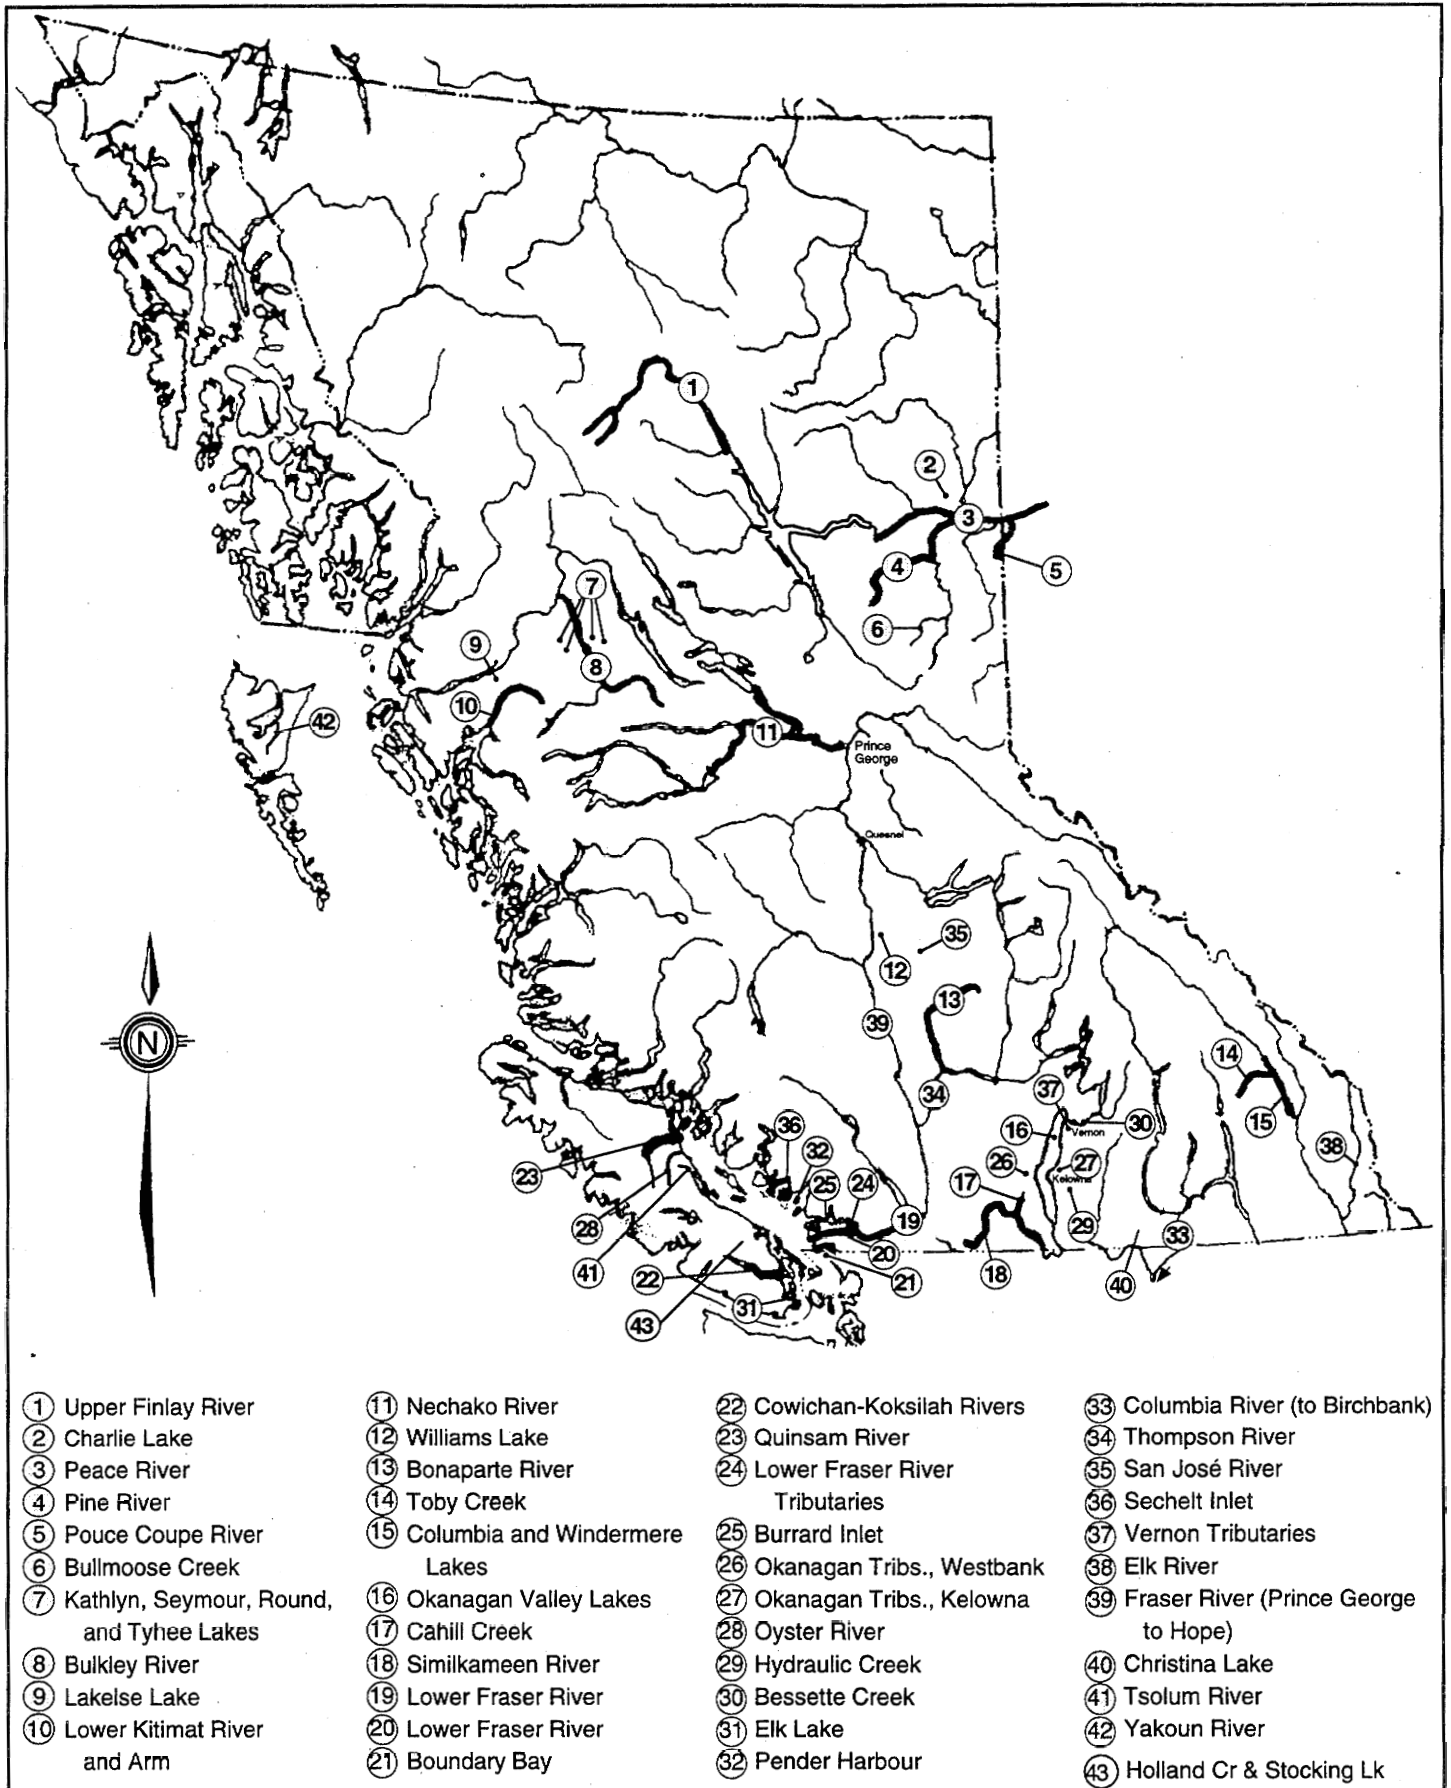 1
2
3
4
5
6
7
8
9
10
42
11
Prince
George
Quesnel
12
35
13
39
34
14
15
37
16
30
Vernon
38
26
27
Kelowna
17
29
36
32
23
25
24
19
28
20
33
41
22
21
18
40
31
43
N
1 Upper Finlay River
2 Charlie Lake
3 Peace River
4 Pine River
5 Pouce Coupe River
6 Bullmoose Creek
7 Kathlyn, Seymour, Round,
and Tyhee Lakes
8 Bulkley River
9 Lakelse Lake
10 Lower Kitimat River
and Arm
11 Nechako River
12 Williams Lake
13 Bonaparte River
14 Toby Creek
15 Columbia and Windermere
Lakes
16 Okanagan Valley Lakes
17 Cahill Creek
18 Similkameen River
19 Lower Fraser River
20 Lower Fraser River
21 Boundary Bay
22 Cowichan-Koksilah Rivers
23 Quinsam River
24 Lower Fraser River
Tributaries
25 Burrard Inlet
26 Okanagan Tribs., Westbank
27 Okanagan Tribs., Kelowna
28 Oyster River
29 Hydraulic Creek
30 Bessette Creek
31 Elk Lake
32 Pender Harbour
33 Columbia River (to Birchbank)
34 Thompson River
35 San José River
36 Sechelt Inlet
37 Vernon Tributaries
38 Elk River
39 Fraser River (Prince George
to Hope)
40 Christina Lake
41 Tsolum River
42 Yakoun River
43 Holland Cr & Stocking Lk